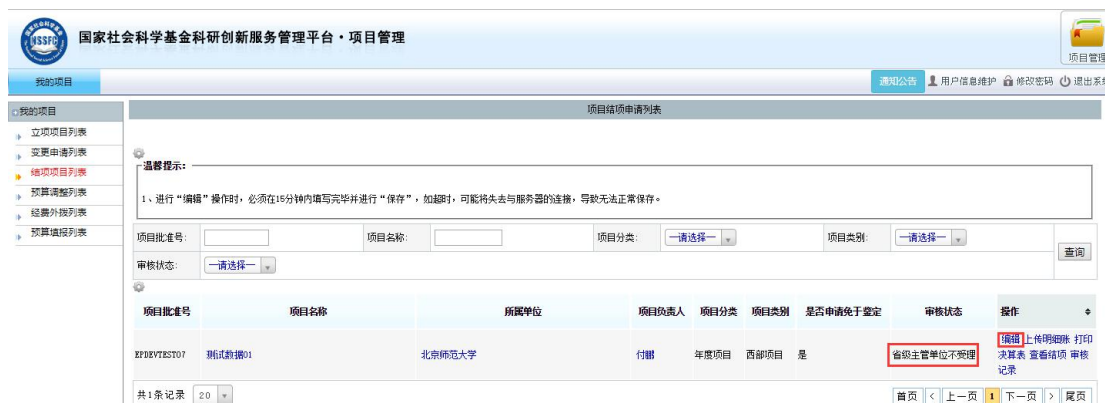 NSSFC
国家社会科学基金科研创新服务管理平台·项目管理
项目管理
我的项目
通知公告 用户信息维护 修改密码 退出系统
我的项目
立项项目列表
变更申请列表
结项项目列表
预算调整列表
经费外拨列表
预算填报列表
项目结项申请列表
温馨提示:
1、进行“编辑”操作时,必须在15分钟内填写完毕并进行“保存”,如超时,可能将失去与服务器的连接,导致无法正常保存。
项目批准号: 项目名称: 项目分类: 一请选择一 项目类别: 一请选择一
查询
审核状态: 一请选择一
项目批准号 项目名称 所属单位 项目负责人 项目分类 项目类别 是否申请免于鉴定 审核状态 操作
EPDEVTEST07 测试数据01 北京师范大学 付鹏 年度项目 西部项目 是 省级主管单位不受理 编辑 上传明细账 打印
决算表 查看结项 审核
记录
共1条记录 20 首页 < 上一页 1 下一页 > 尾页